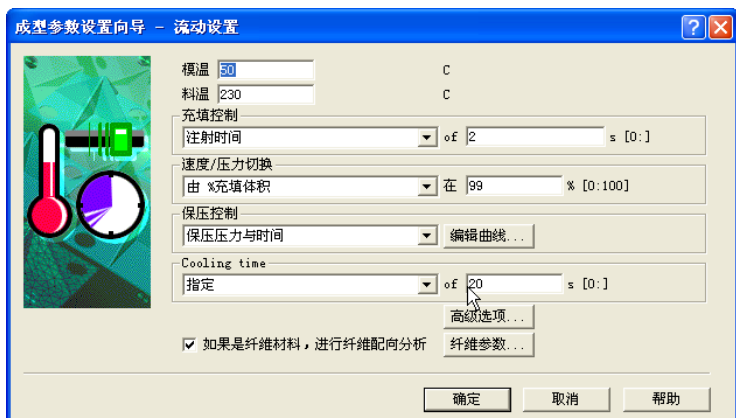 成型参数设置向导 - 流动设置
模温 50 C
料温 230 C
充填控制
注射时间 of 2 s [0:]
速度/压力切换
由 %充填体积 在 99 % [0:100]
保压控制
保压压力与时间 编辑曲线...
Cooling time
指定 of 20 s [0:]
高级选项...
如果是纤维材料，进行纤维配向分析 纤维参数...
确定 取消 帮助